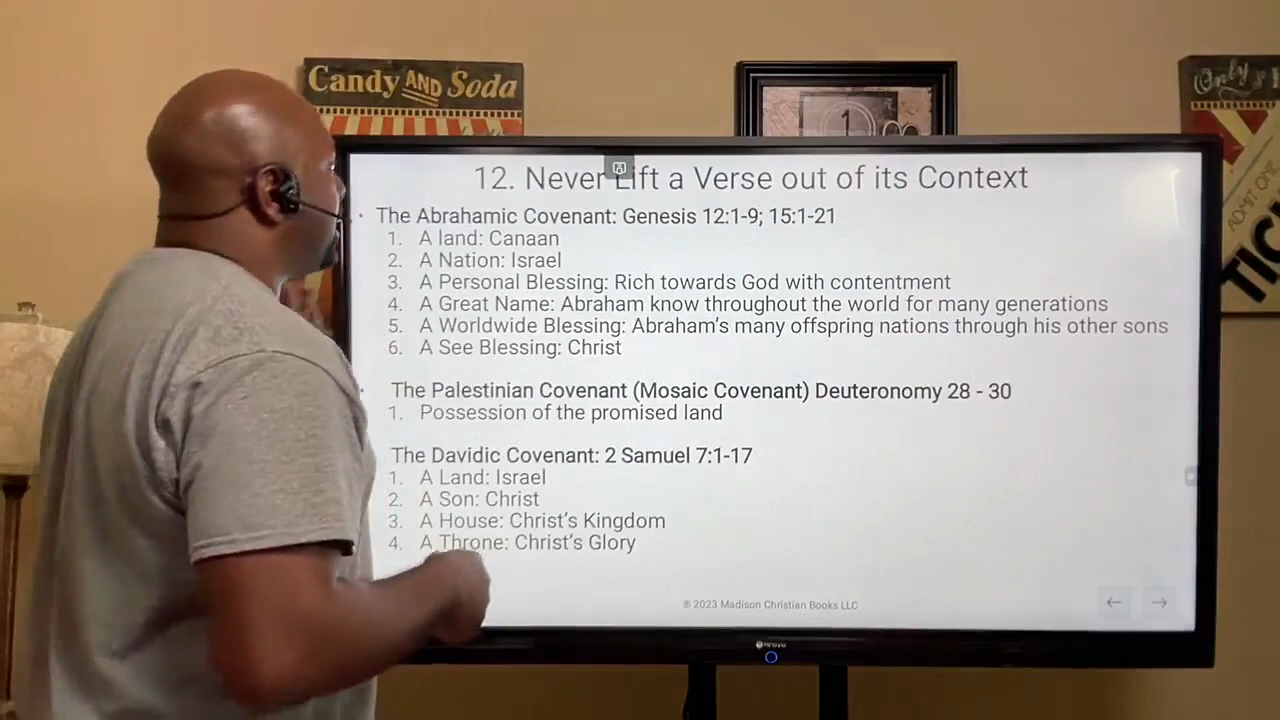 Candy AND Soda
1
Only
ADMIT ONE
TIC
12. Never Lift a Verse out of its Context
The Abrahamic Covenant: Genesis 12:1-9; 15:1-21
1. A land: Canaan
2. A Nation: Israel
3. A Personal Blessing: Rich towards God with contentment
4. A Great Name: Abraham know throughout the world for many generations
5. A Worldwide Blessing: Abraham's many offspring nations through his other sons
6. A See Blessing: Christ
The Palestinian Covenant (Mosaic Covenant) Deuteronomy 28 - 30
1. Possession of the promised land
The Davidic Covenant: 2 Samuel 7:1-17
1. A Land: Israel
2. A Son: Christ
3. A House: Christ's Kingdom
4. A Throne: Christ's Glory
® 2023 Madison Christian Books LLC